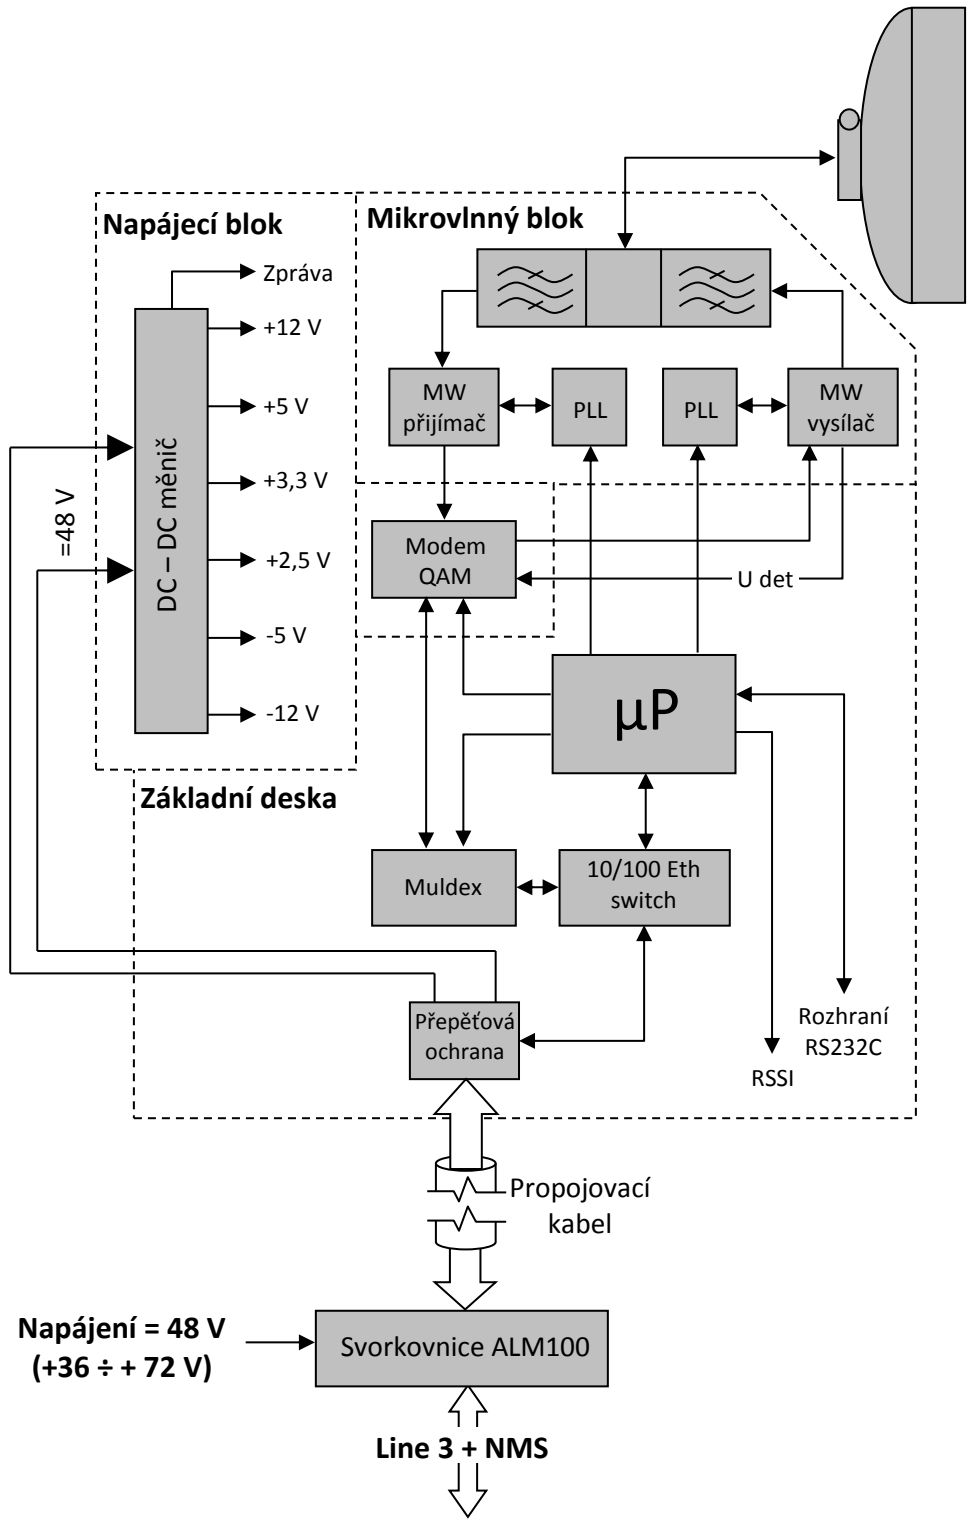 Napájecí blok
Mikrovlnný blok
Zpráva
+12 V
+5 V
+3,3 V
+2,5 V
-5 V
-12 V
DC – DC měnič
=48 V
MW
přijímač
PLL
PLL
MW
vysílač
Modem
QAM
U det
µP
Základní deska
Muldex
10/100 Eth
switch
Přepěťová
ochrana
Rozhraní
RS232C
RSSI
Propojovací
kabel
Napájení = 48 V
(+36 ÷ + 72 V)
Svorkovnice ALM100
Line 3 + NMS